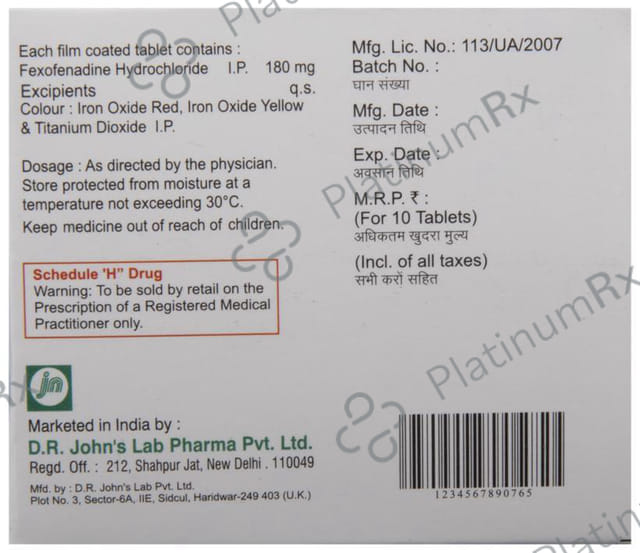 Each film coated tablet contains :
Fexofenadine Hydrochloride I.P. 180 mg
Excipients q.s.
Colour : Iron Oxide Red, Iron Oxide Yellow
& Titanium Dioxide I.P.
Dosage : As directed by the physician.
Store protected from moisture at a
temperature not exceeding 30°C.
Keep medicine out of reach of children.
Schedule 'H" Drug
Warning: To be sold by retail on the
Prescription of a Registered Medical
Practitioner only.
jn
Marketed in India by :
D.R. John's Lab Pharma Pvt. Ltd.
Regd. Off. : 212, Shahpur Jat, New Delhi . 110049
Mfd. by : D.R. John's Lab Pvt. Ltd.
Plot No. 3, Sector-6A, IIE, Sidcul, Haridwar-249 403 (U.K.)
Mfg. Lic. No.: 113/UA/2007
Batch No. :
घान संख्या
Mfg. Date :
उत्पादन तिथि
Exp. Date :
अवसान तिथि
M.R.P. ₹ :
(For 10 Tablets)
अधिकतम खुदरा मुल्य
(Incl. of all taxes)
सभी करों सहित
1234567890765
PlatinumRx
PlatinumRx
PlatinumRx
Rx
Platinum